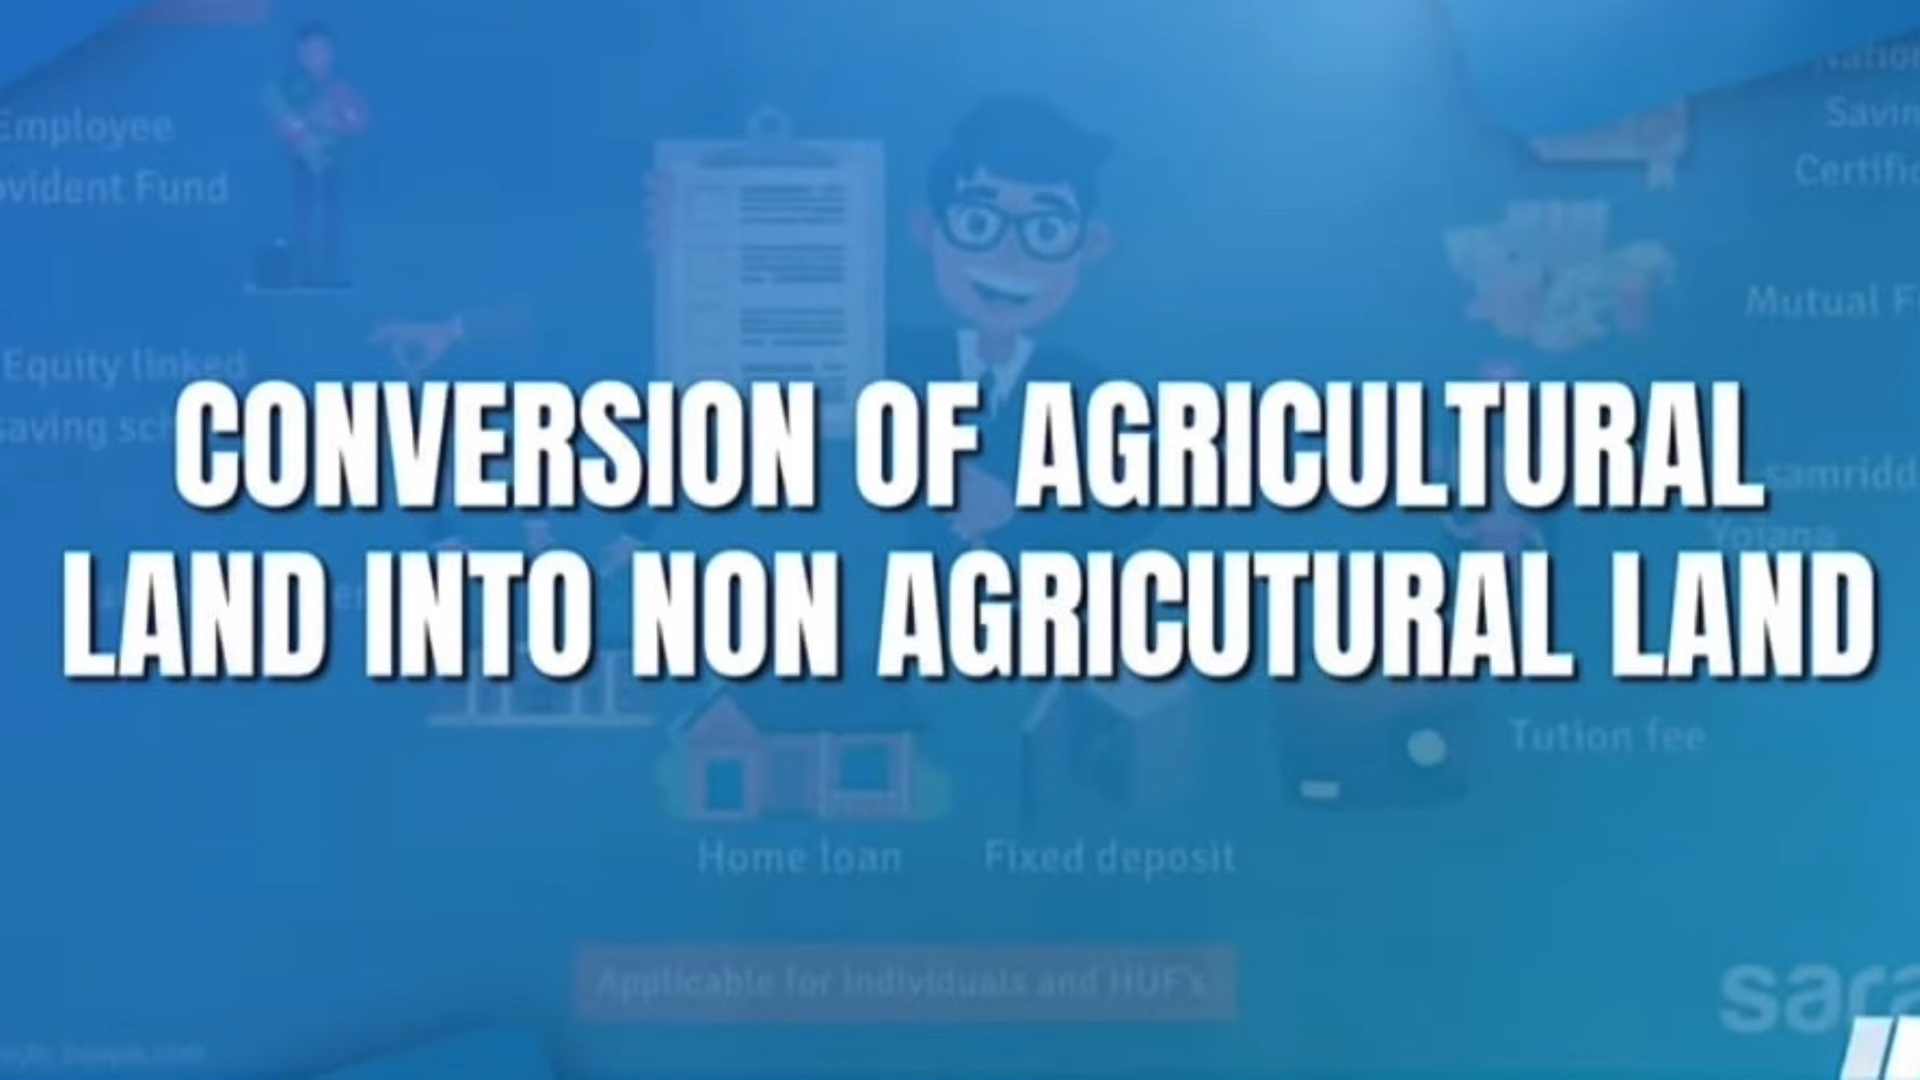 Employee
Fund
Equity linked
saving
Mutual
CONVERSION OF AGRICULTURAL
LAND INTO NON AGRICUTURAL LAND
Yojana
Tution fee
Home loan
Fixed deposit
Applicable for Individuals and HUF's